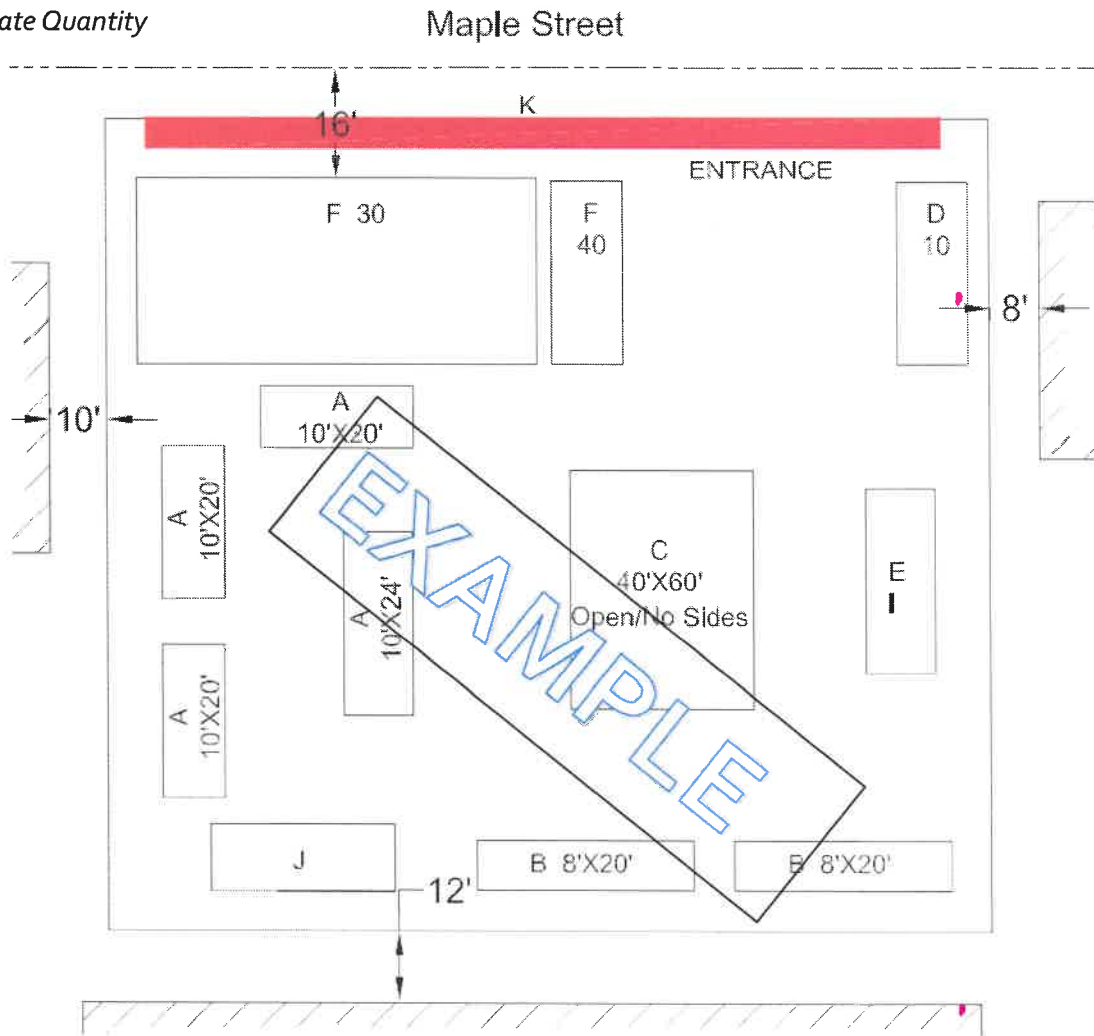 ate Quantity
Maple Street
K
16'
ENTRANCE
F 30
F
40
D
10
8'
10'
A
10'X20'
A
10'X20'
A
10'X24'
C
40'X60'
Open/No Sides
E
I
EXAMPLE
A
10'X20'
J
B 8'X20'
B 8'X20'
12'